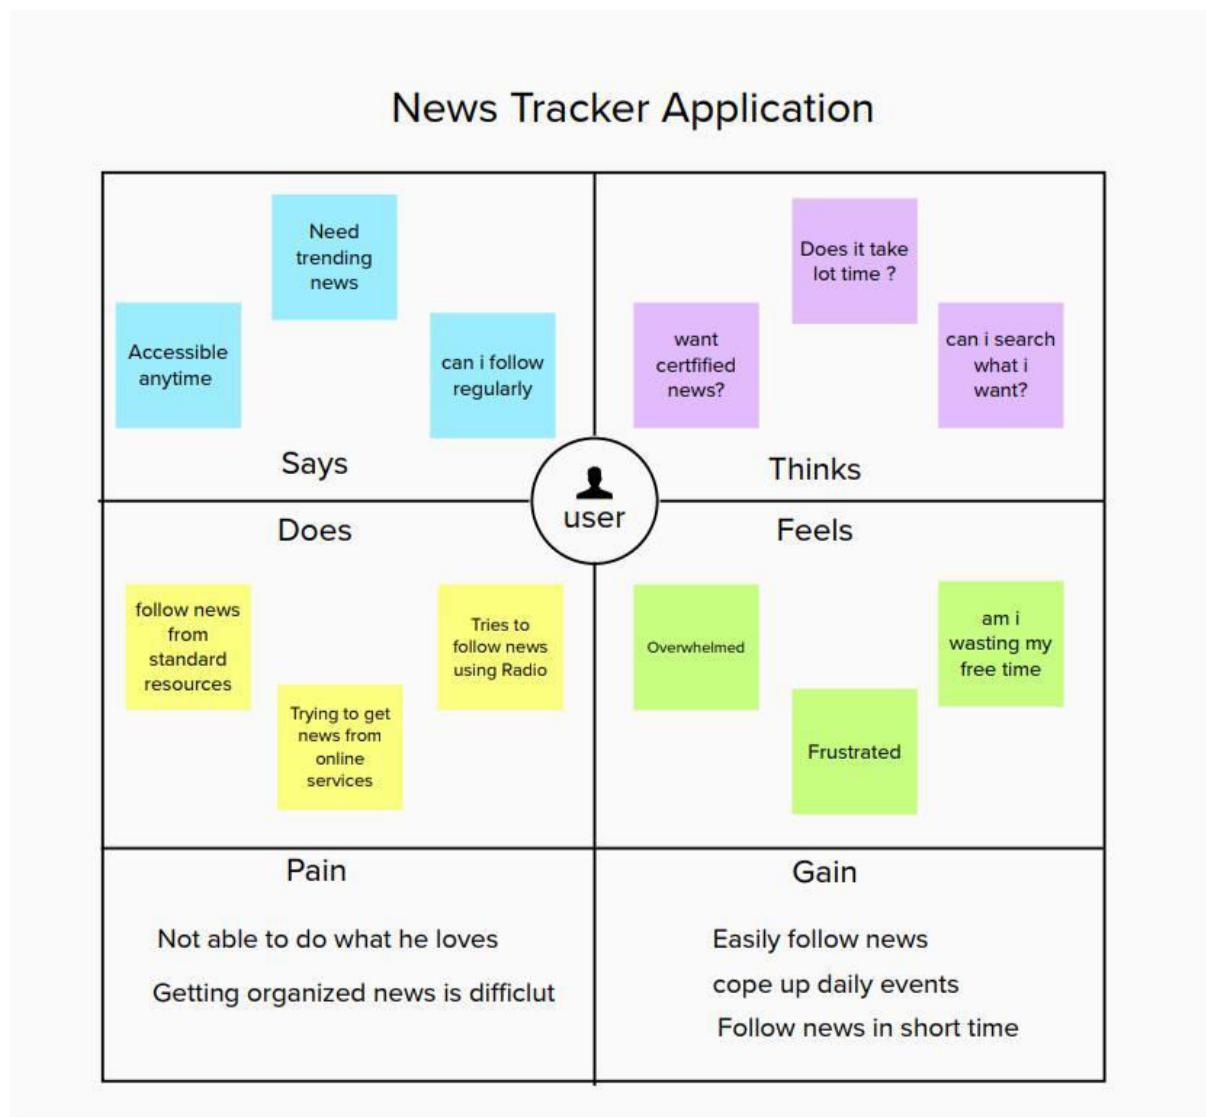 News Tracker Application
Need
trending
news
Accessible
anytime
can i follow
regularly
Says
Does it take
lot time ?
want
certfified
news?
can i search
what i
want?
Thinks
user
Does
follow news
from
standard
resources
Trying to get
news from
online
services
Tries to
follow news
using Radio
Feels
Overwhelmed
Frustrated
am i
wasting my
free time
Pain
Not able to do what he loves
Getting organized news is difficlut
Gain
Easily follow news
cope up daily events
Follow news in short time